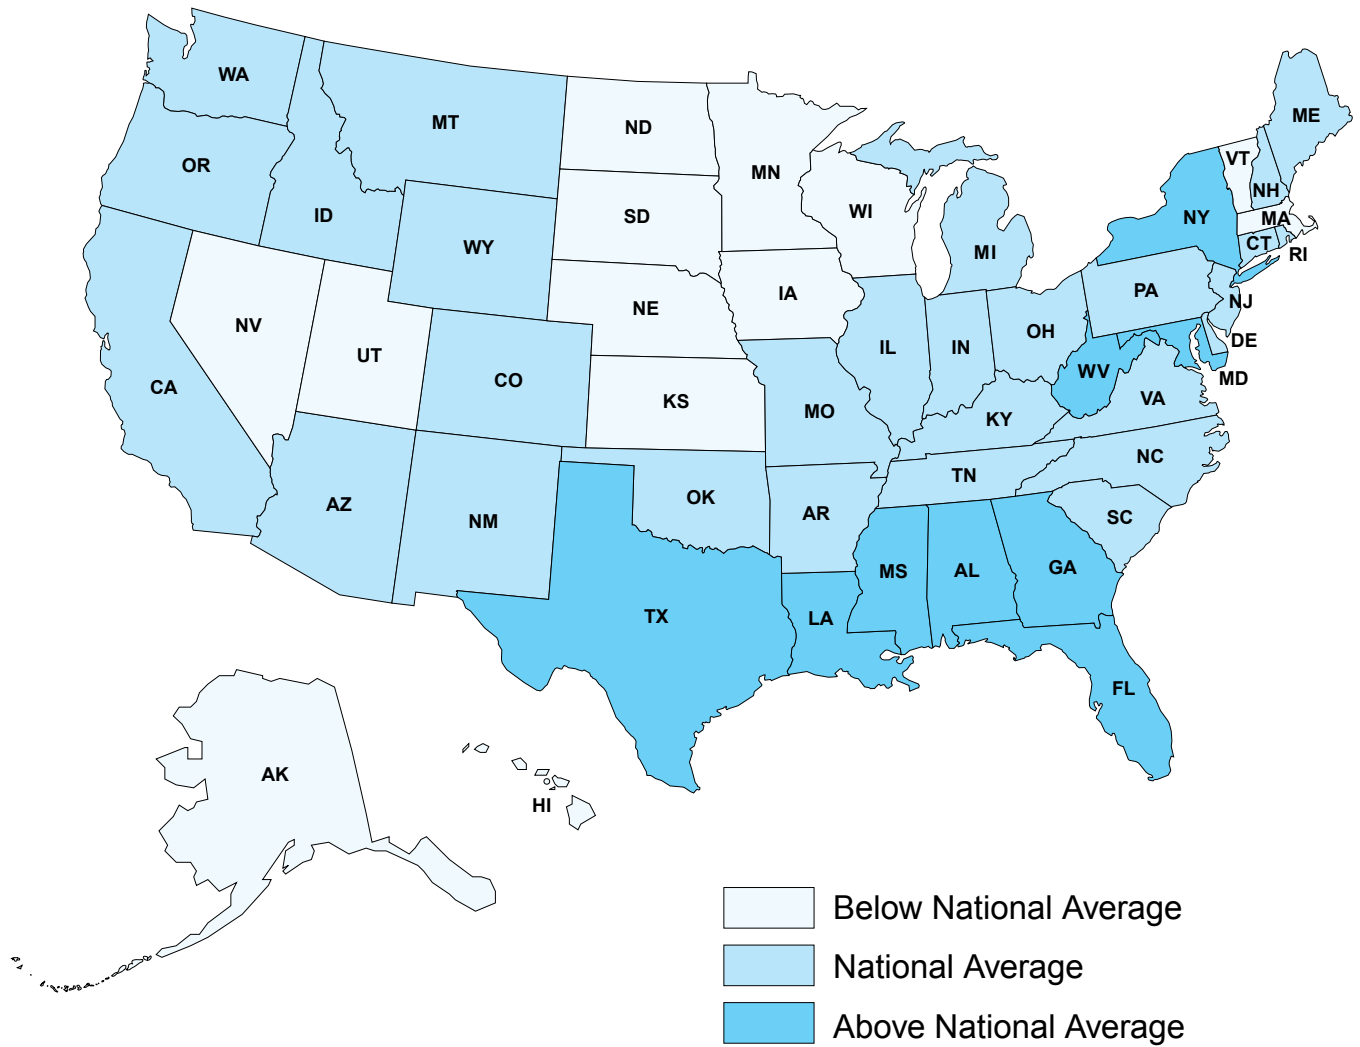 WA
MT
ND
MN
ME
OR
ID
WY
SD
WI
MI
VT
NH
NY
MA
CT
RI
NV
UT
CO
NE
IA
IL
IN
OH
PA
NJ
DE
MD
CA
KS
MO
KY
WV
VA
AZ
NM
OK
AR
TN
NC
SC
TX
LA
MS
AL
GA
FL
AK
HI
Below National Average
National Average
Above National Average